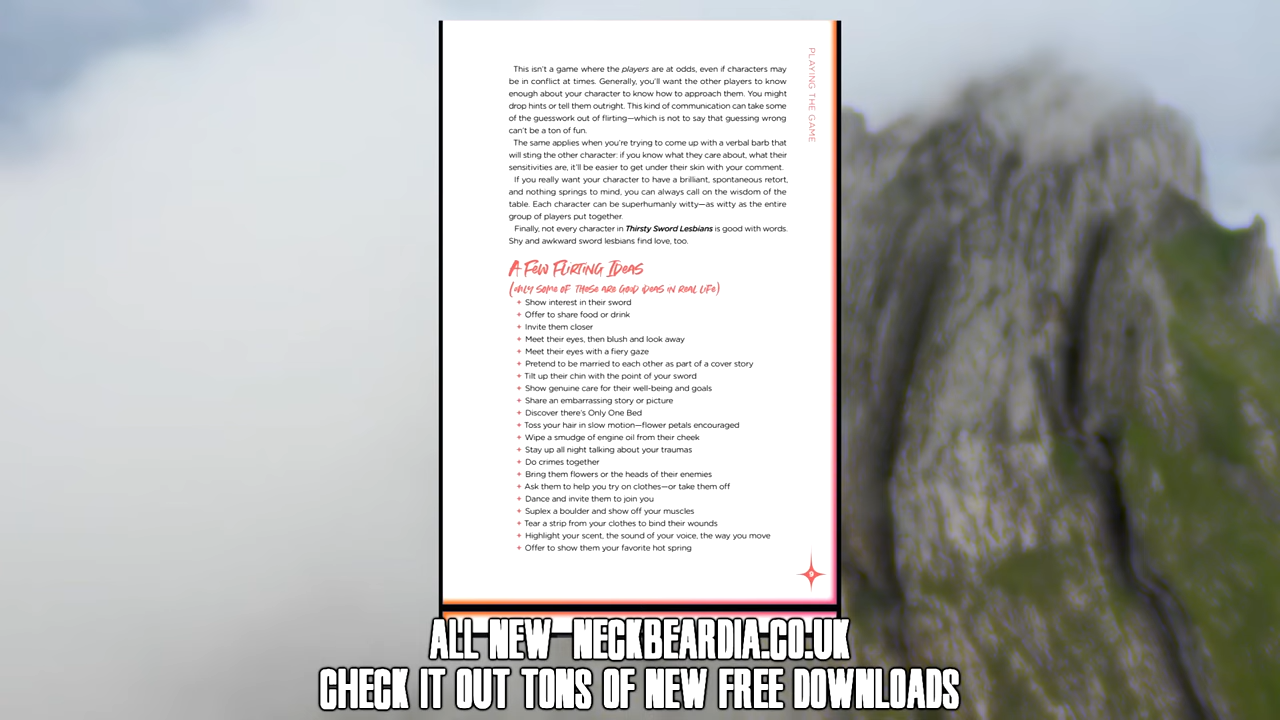 This isn't a game where the players are at odds, even if characters may
be in conflict at times. Generally, you'll want the other players to know
enough about your character to know how to approach them. You might
drop hints or tell them outright. This kind of communication can take some
of the guesswork out of flirting—which is not to say that guessing wrong
can't be a ton of fun.
The same applies when you're trying to come up with a verbal barb that
will sting the other character: if you know what they care about, what their
sensitivities are, it'll be easier to get under their skin with your comment.
If you really want your character to have a brilliant, spontaneous retort,
and nothing springs to mind, you can always call on the wisdom of the
table. Each character can be superhumanly witty—as witty as the entire
group of players put together.
Finally, not every character in Thirsty Sword Lesbians is good with words.
Shy and awkward sword lesbians find love, too.
A Few Flirting Ideas
(only some of these are good ideas in real life)
+ Show interest in their sword
+ Offer to share food or drink
+ Invite them closer
+ Meet their eyes, then blush and look away
+ Meet their eyes with a fiery gaze
+ Pretend to be married to each other as part of a cover story
+ Tilt up their chin with the point of your sword
+ Show genuine care for their well-being and goals
+ Share an embarrassing story or picture
+ Discover there's Only One Bed
+ Toss your hair in slow motion—flower petals encouraged
+ Wipe a smudge of engine oil from their cheek
+ Stay up all night talking about your traumas
+ Do crimes together
+ Bring them flowers or the heads of their enemies
+ Ask them to help you try on clothes—or take them off
+ Dance and invite them to join you
+ Suplex a boulder and show off your muscles
+ Tear a strip from your clothes to bind their wounds
+ Highlight your scent, the sound of your voice, the way you move
+ Offer to show them your favorite hot spring
PLAYING THE GAME
ALL NEW NECKBEARDIA.CO.UK
CHECK IT OUT TONS OF NEW FREE DOWNLOADS